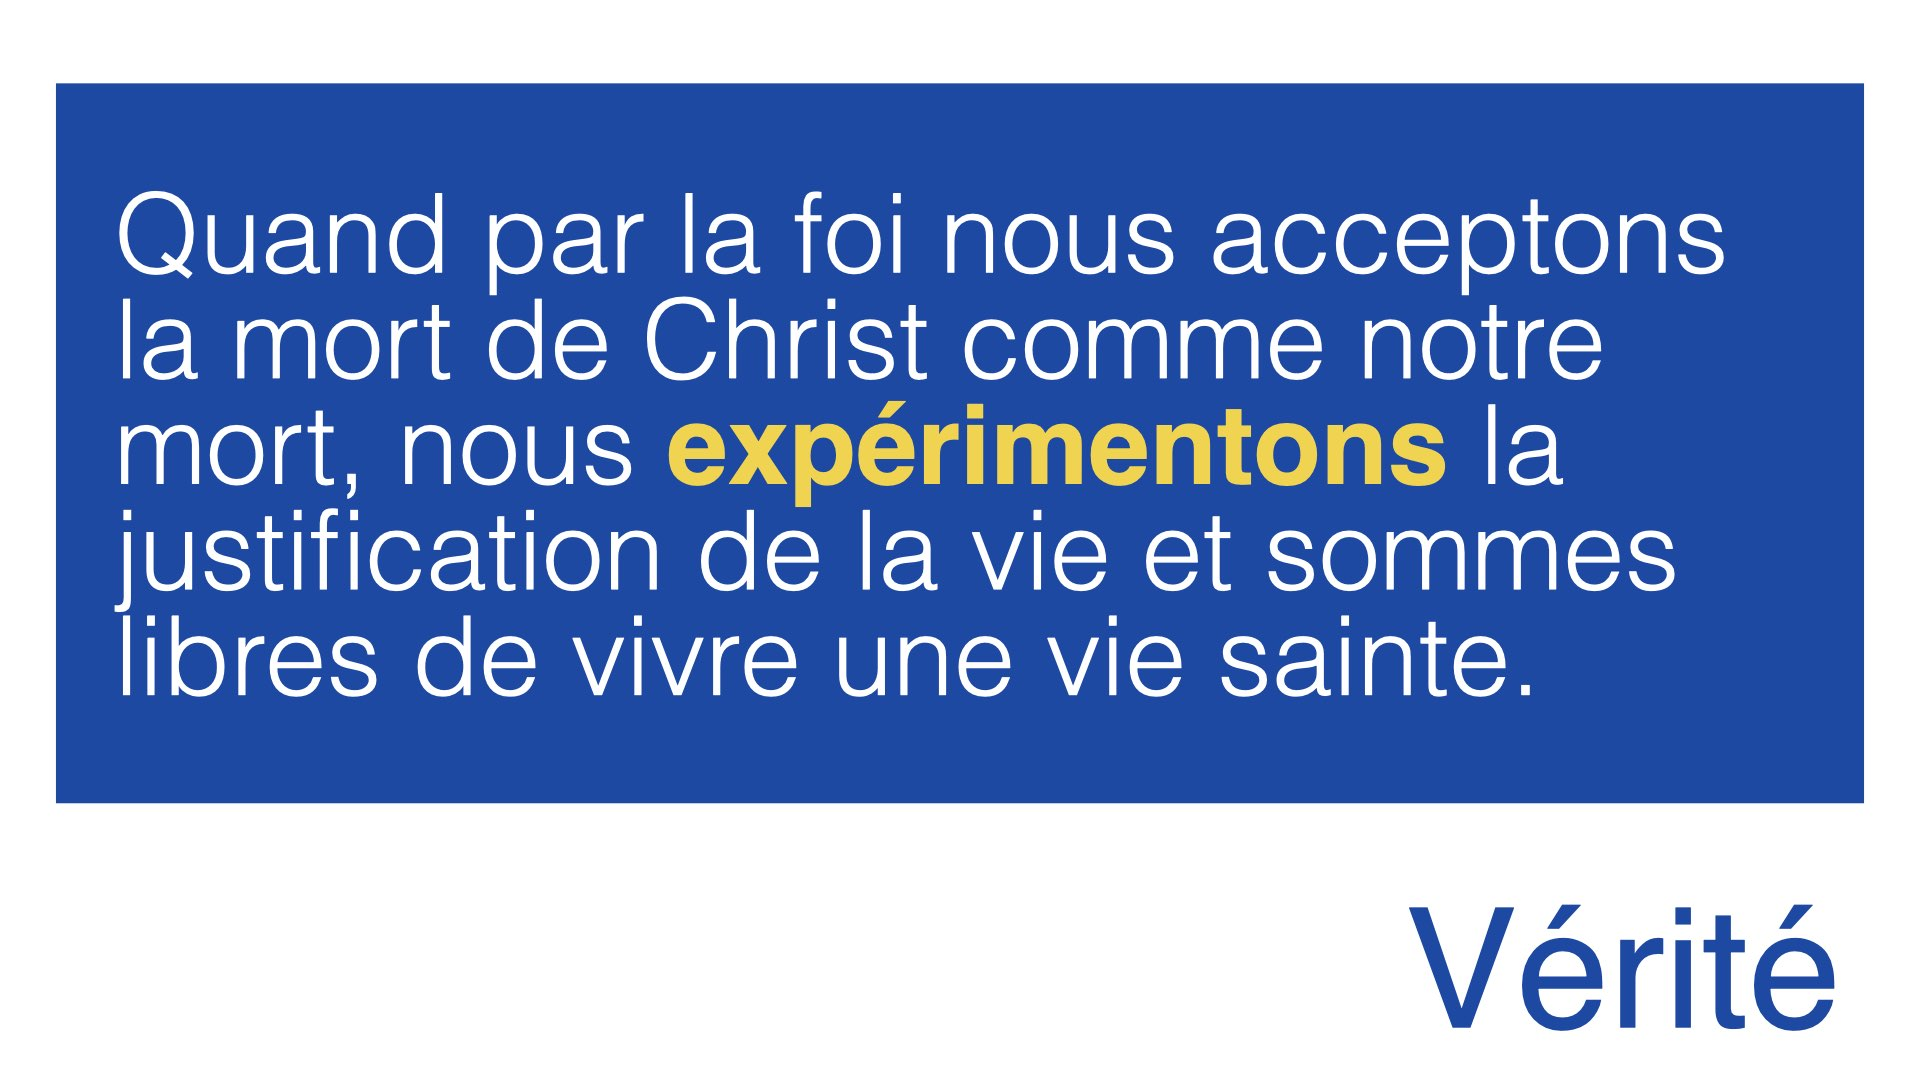 Quand par la foi nous acceptons
la mort de Christ comme notre
mort, nous expérimentons la
justification de la vie et sommes
libres de vivre une vie sainte.
Vérité